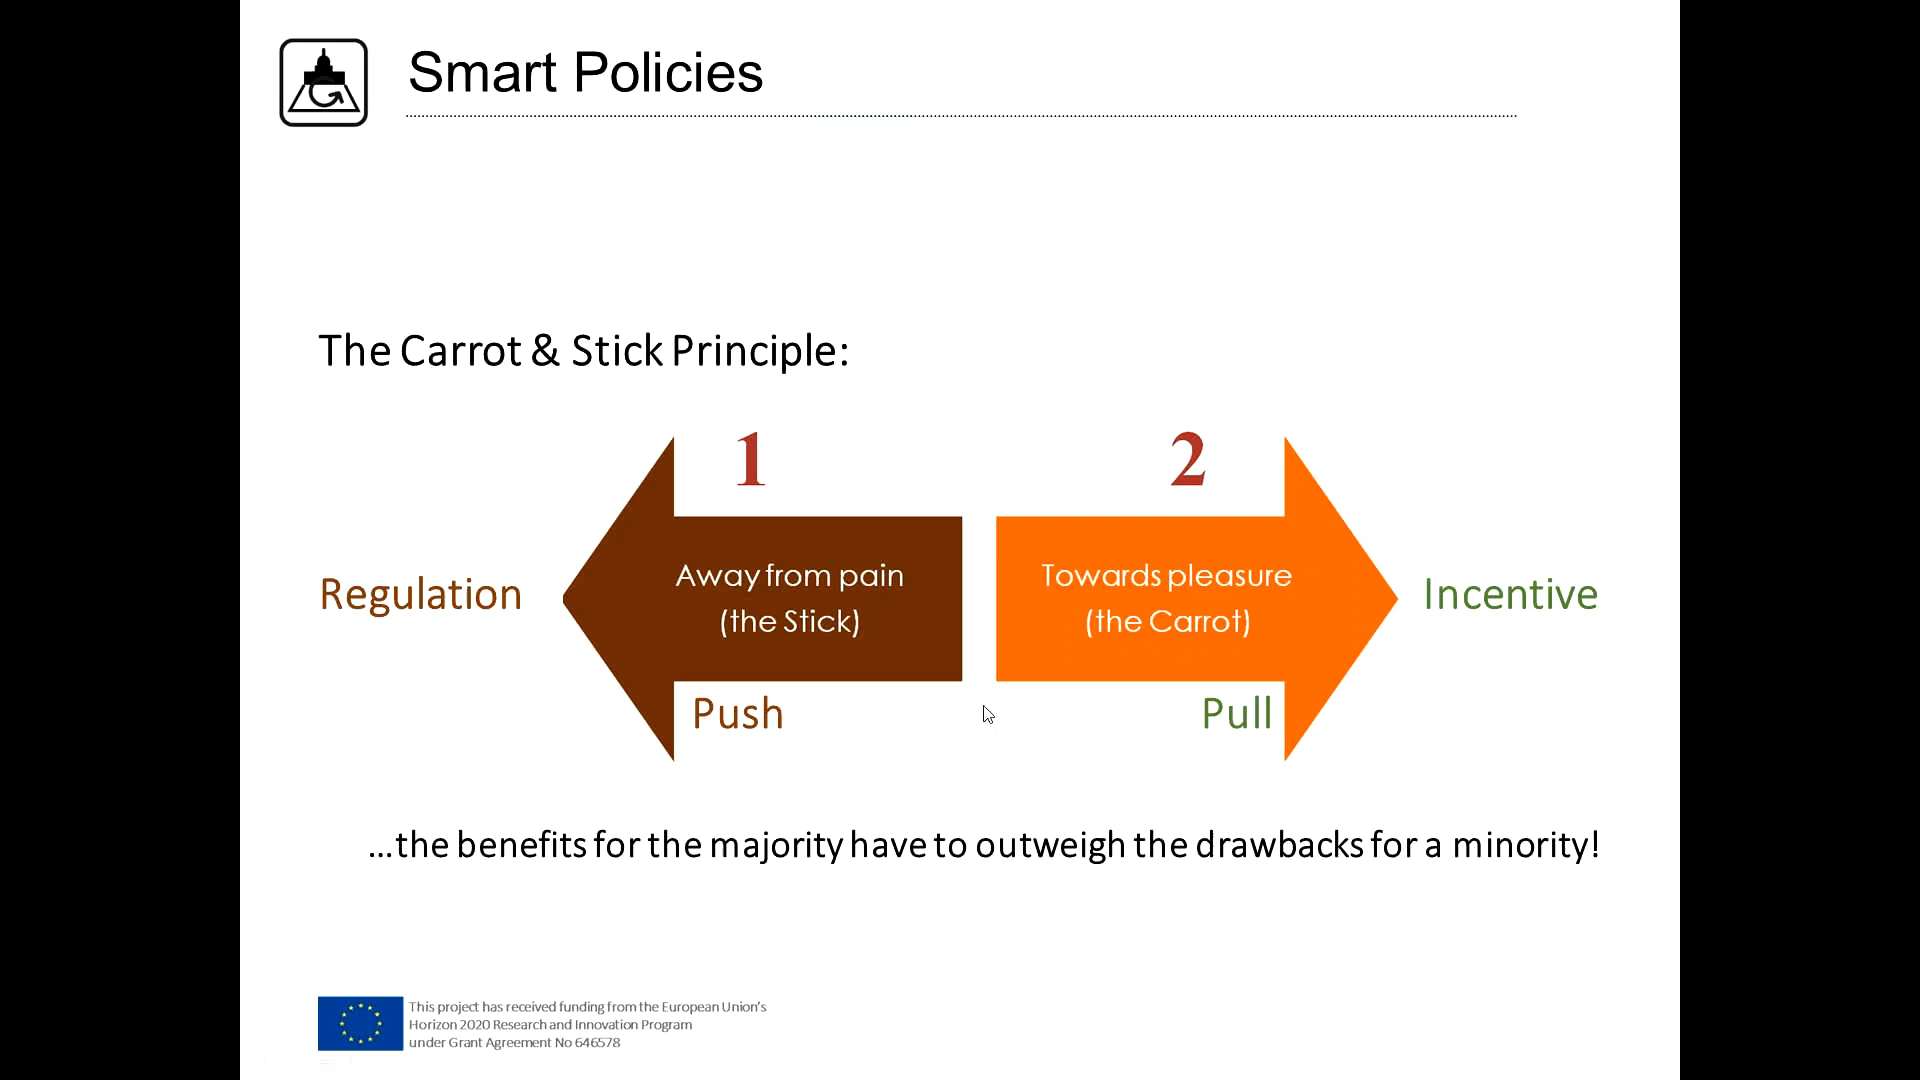 Smart Policies
The Carrot & Stick Principle:
1
2
Regulation
Away from pain
(the Stick)
Towards pleasure
(the Carrot)
Incentive
Push
Pull
...the benefits for the majority have to outweigh the drawbacks for a minority!
This project has received funding from the European Union's
Horizon 2020 Research and Innovation Program
under Grant Agreement No 646578